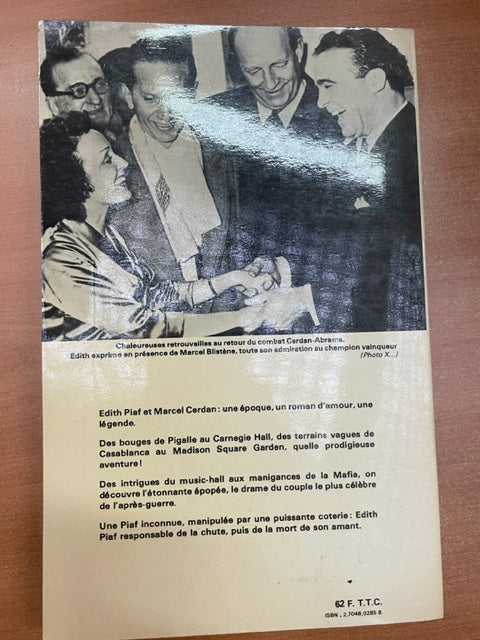 Chaleureuses retrouvailles au retour du combat Cerdan-Abrams.
Edith exprime en présence de Marcel Blistène, toute son admiration au champion vainqueur
(Photo X...)
Edith Piaf et Marcel Cerdan : une époque, un roman d'amour, une
légende.
Des bouges de Pigalle au Carnegie Hall, des terrains vagues de
Casablanca au Madison Square Garden, quelle prodigieuse
aventure !
Des intrigues du music-hall aux manigances de la Mafia, on
découvre l'étonnante épopée, le drame du couple le plus célèbre
de l'après-guerre.
Une Piaf inconnue, manipulée par une puissante coterie : Edith
Piaf responsable de la chute, puis de la mort de son amant.
62 F. T.T.C.
ISBN . 2.7048.0285 B.